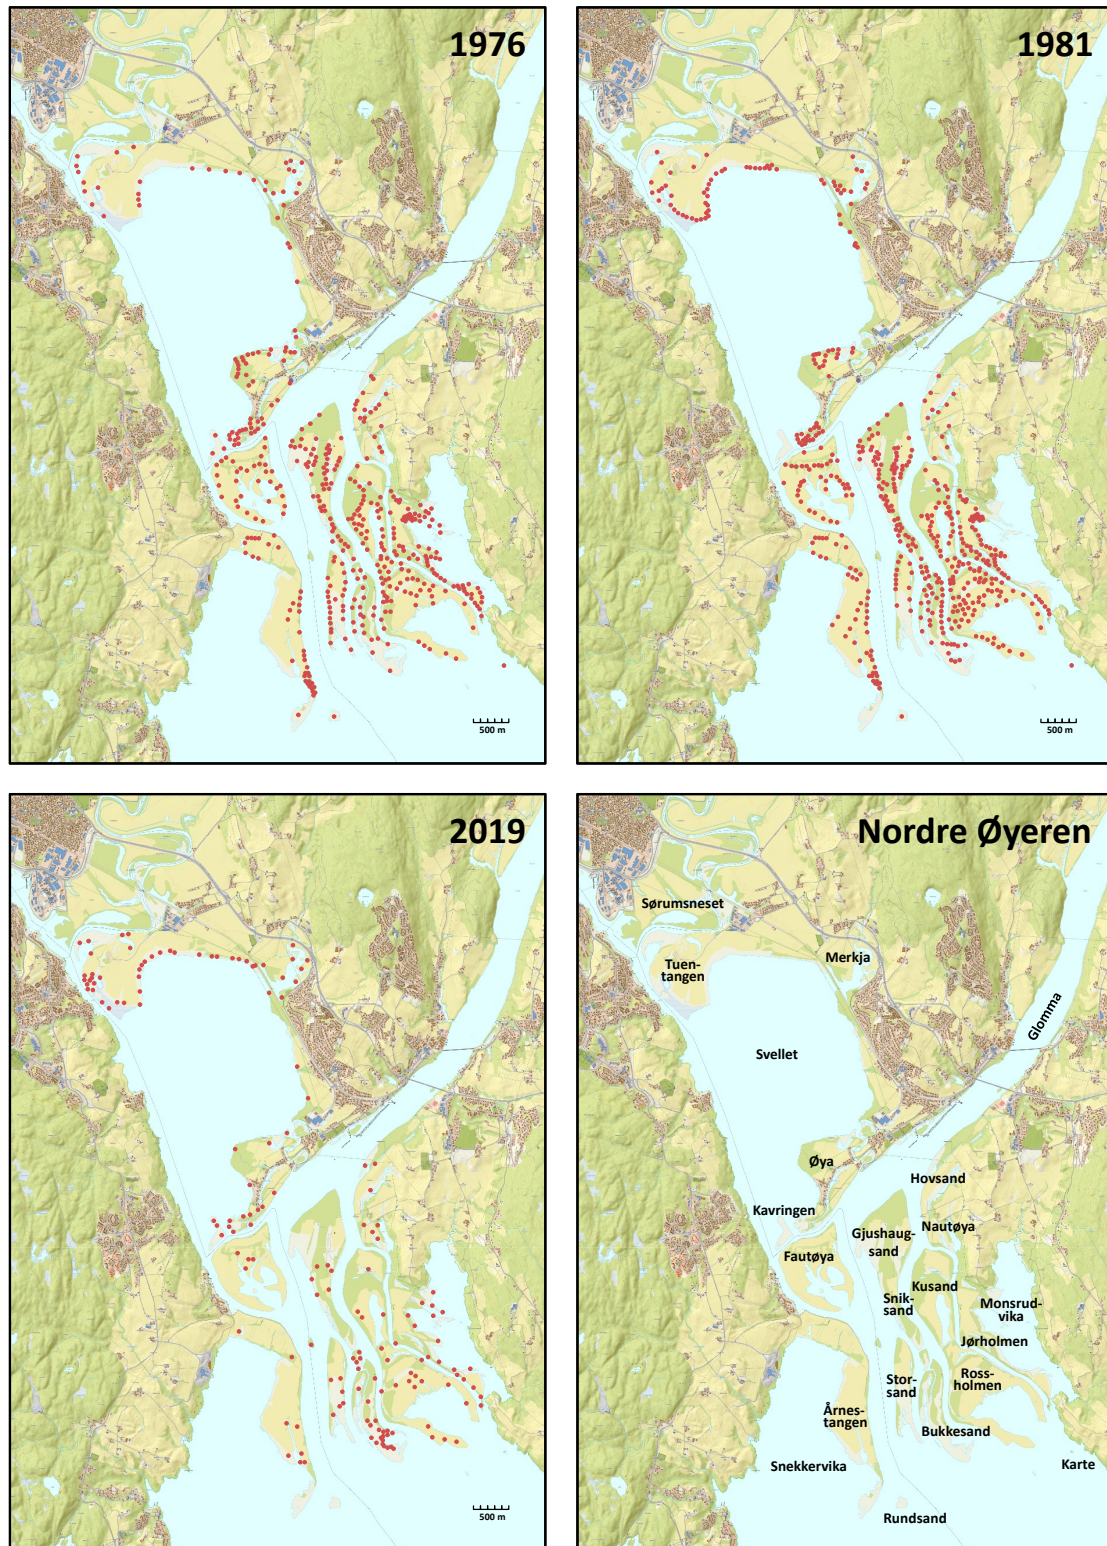 1976
500 m
1981
500 m
2019
500 m
Nordre Øyeren
Sørumsneset
Tuen-
tangen
Merkja
Glomma
Svellet
Øya
Hovsand
Kavringen
Nautøya
Gjushaug-
sand
Fautøya
Kusand
Snik-
sand
Monsrud-
vika
Jørholmen
Stor-
sand
Ross-
holmen
Årnes-
tangen
Bukkesand
Snekkervika
Karte
Rundsand